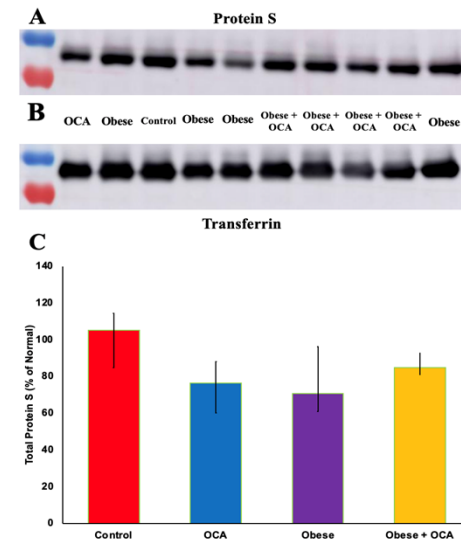 A
Protein S
B
OCA Obese Control Obese Obese Obese + OCA Obese + OCA Obese + OCA Obese + OCA Obese
Transferrin
C
Total Protein S (% of Normal)
140
120
100
80
60
40
20
0
Control OCA Obese Obese + OCA